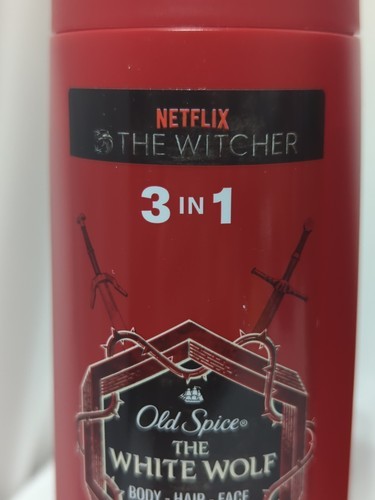 NETFLIX
THE WITCHER
3 IN 1
Old Spice®
THE
WHITE WOLF
BODY - HAIR - FACE